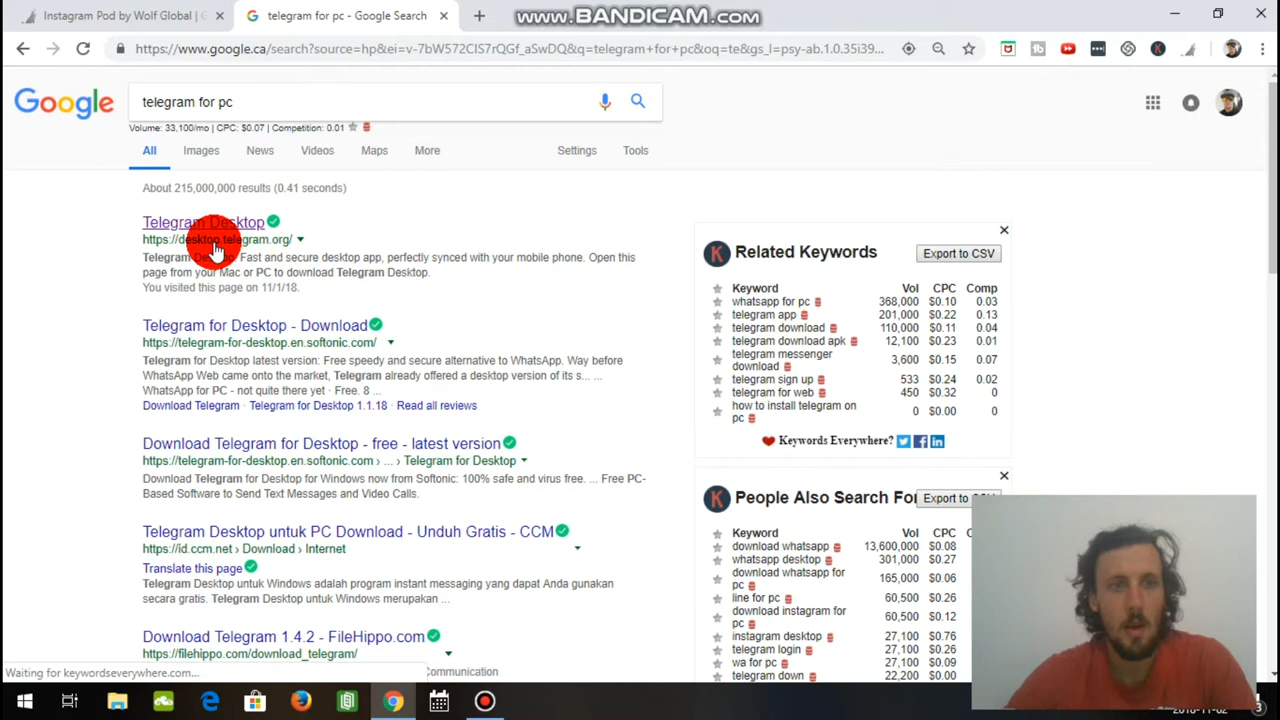 Instagram Pod by Wolf Global | G
telegram for pc - Google Search
www.BANDICAM.com
https://www.google.ca/search?source=hp&ei=v-7bW572CIS7rQGf_aSwDQ&q=telegram+for+pc&oq=te&gs_l=psy-ab.1.0.35i39...
Google
telegram for pc
Volume: 33,100/mo | CPC: $0.07 | Competition: 0.01
All Images News Videos Maps More Settings Tools
About 215,000,000 results (0.41 seconds)
Telegram Desktop
https://desktop.telegram.org/
Telegram Desktop. Fast and secure desktop app, perfectly synced with your mobile phone. Open this
page from your Mac or PC to download Telegram Desktop.
You visited this page on 11/1/18.
Telegram for Desktop - Download
https://telegram-for-desktop.en.softonic.com/
Telegram for Desktop latest version: Free speedy and secure alternative to WhatsApp. Way before
WhatsApp Web came onto the market, Telegram already offered a desktop version of its s... ...
WhatsApp for PC - not quite there yet · Free. 8 ...
Download Telegram · Telegram for Desktop 1.1.18 · Read all reviews
Download Telegram for Desktop - free - latest version
https://telegram-for-desktop.en.softonic.com › ... › Telegram for Desktop
Download Telegram for Desktop for Windows now from Softonic: 100% safe and virus free. ... Free PC-
Based Software to Send Text Messages and Video Calls.
Telegram Desktop untuk PC Download - Unduh Gratis - CCM
https://id.ccm.net › Download › Internet
Translate this page
Telegram Desktop untuk Windows adalah program instant messaging yang dapat Anda gunakan
secara gratis. Telegram Desktop untuk Windows merupakan ...
Download Telegram 1.4.2 - FileHippo.com
https://filehippo.com/download_telegram/
Communication
Waiting for keywordseverywhere.com...
K Related Keywords Export to CSV
Keyword Vol CPC Comp
whatsapp for pc 368,000 $0.10 0.03
telegram app 201,000 $0.22 0.13
telegram download 110,000 $0.11 0.04
telegram download apk 12,100 $0.23 0.01
telegram messenger
download 3,600 $0.15 0.07
telegram sign up 533 $0.24 0.02
telegram for web 450 $0.32 0
how to install telegram on
pc 0 $0.00 0
Keywords Everywhere?
K People Also Search For Export to CSV
Keyword Vol CPC C
download whatsapp 13,600,000 $0.08
whatsapp desktop 301,000 $0.27
download whatsapp for
pc 165,000 $0.06
line for pc 60,500 $0.26
download instagram for
pc 60,500 $0.12
instagram desktop 27,100 $0.76
telegram login 27,100 $0.26
wa for pc 27,100 $0.09
telegram down 22,200 $0.00
2018-11-02
3